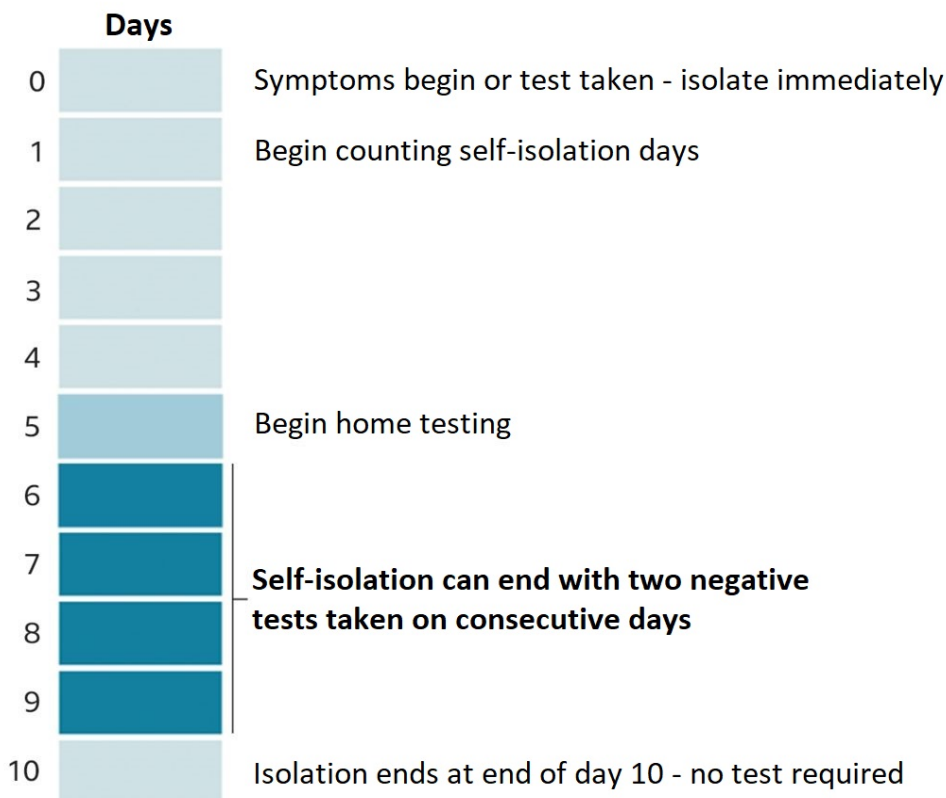 Days
0 Symptoms begin or test taken - isolate immediately
1 Begin counting self-isolation days
2
3
4
5 Begin home testing
6
7
Self-isolation can end with two negative
tests taken on consecutive days
8
9
10 Isolation ends at end of day 10 - no test required